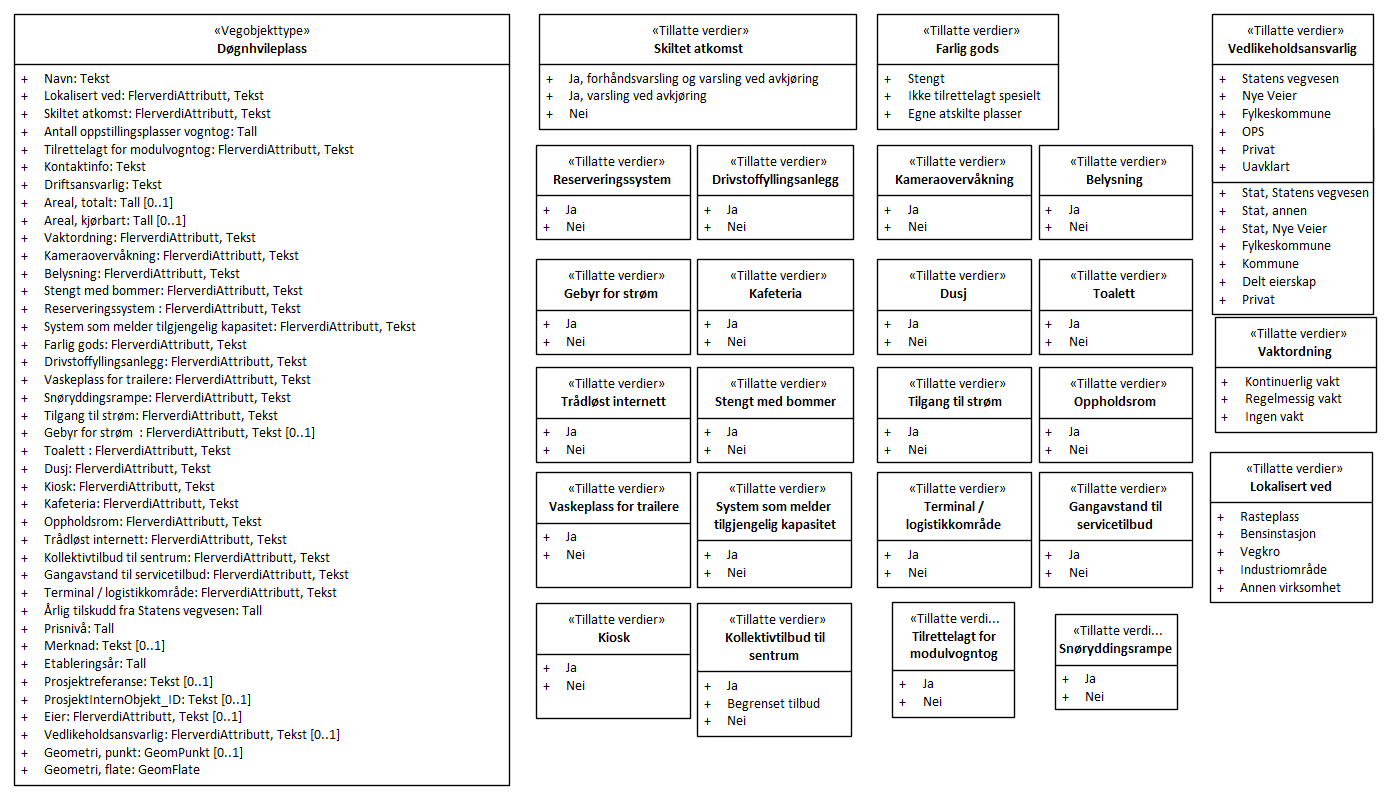 «Vegobjekttype»
Døgnhvileplass
+ Navn: Tekst
+ Lokalisert ved: FlerverdiAttributt, Tekst
+ Skiltet atkomst: FlerverdiAttributt, Tekst
+ Antall oppstillingsplasser vogntog: Tall
+ Tilrettelagt for modulvogntog: FlerverdiAttributt, Tekst
+ Kontaktinfo: Tekst
+ Driftsansvarlig: Tekst
+ Areal, totalt: Tall [0..1]
+ Areal, kjørbart: Tall [0..1]
+ Vaktordning: FlerverdiAttributt, Tekst
+ Kameraovervåkning: FlerverdiAttributt, Tekst
+ Belysning: FlerverdiAttributt, Tekst
+ Stengt med bommer: FlerverdiAttributt, Tekst
+ Reserveringssystem : FlerverdiAttributt, Tekst
+ System som melder tilgjengelig kapasitet: FlerverdiAttributt, Tekst
+ Farlig gods: FlerverdiAttributt, Tekst
+ Drivstoffyllingsanlegg: FlerverdiAttributt, Tekst
+ Vaskeplass for trailere: FlerverdiAttributt, Tekst
+ Snøryddingsrampe: FlerverdiAttributt, Tekst
+ Tilgang til strøm: FlerverdiAttributt, Tekst
+ Gebyr for strøm : FlerverdiAttributt, Tekst [0..1]
+ Toalett : FlerverdiAttributt, Tekst
+ Dusj: FlerverdiAttributt, Tekst
+ Kiosk: FlerverdiAttributt, Tekst
+ Kafeteria: FlerverdiAttributt, Tekst
+ Oppholdsrom: FlerverdiAttributt, Tekst
+ Trådløst internett: FlerverdiAttributt, Tekst
+ Kollektivtilbud til sentrum: FlerverdiAttributt, Tekst
+ Gangavstand til servicetilbud: FlerverdiAttributt, Tekst
+ Terminal / logistikkområde: FlerverdiAttributt, Tekst
+ Årlig tilskudd fra Statens vegvesen: Tall
+ Prisnivå: Tall
+ Merknad: Tekst [0..1]
+ Etableringsår: Tall
+ Prosjektreferanse: Tekst [0..1]
+ ProsjektInternObjekt_ID: Tekst [0..1]
+ Eier: FlerverdiAttributt, Tekst [0..1]
+ Vedlikeholdsansvarlig: FlerverdiAttributt, Tekst [0..1]
+ Geometri, punkt: GeomPunkt [0..1]
+ Geometri, flate: GeomFlate
«Tillatte verdier»
Skiltet atkomst
+ Ja, forhåndsvarsling og varsling ved avkjøring
+ Ja, varsling ved avkjøring
+ Nei
«Tillatte verdier»
Farlig gods
+ Stengt
+ Ikke tilrettelagt spesielt
+ Egne atskilte plasser
«Tillatte verdier»
Vedlikeholdsansvarlig
+ Statens vegvesen
+ Nye Veier
+ Fylkeskommune
+ OPS
+ Privat
+ Uavklart
+ Stat, Statens vegvesen
+ Stat, annen
+ Stat, Nye Veier
+ Fylkeskommune
+ Kommune
+ Delt eierskap
+ Privat
«Tillatte verdier»
Reserveringssystem
+ Ja
+ Nei
«Tillatte verdier»
Drivstoffyllingsanlegg
+ Ja
+ Nei
«Tillatte verdier»
Kameraovervåkning
+ Ja
+ Nei
«Tillatte verdier»
Belysning
+ Ja
+ Nei
«Tillatte verdier»
Gebyr for strøm
+ Ja
+ Nei
«Tillatte verdier»
Kafeteria
+ Ja
+ Nei
«Tillatte verdier»
Dusj
+ Ja
+ Nei
«Tillatte verdier»
Toalett
+ Ja
+ Nei
«Tillatte verdier»
Vaktordning
+ Kontinuerlig vakt
+ Regelmessig vakt
+ Ingen vakt
«Tillatte verdier»
Trådløst internett
+ Ja
+ Nei
«Tillatte verdier»
Stengt med bommer
+ Ja
+ Nei
«Tillatte verdier»
Tilgang til strøm
+ Ja
+ Nei
«Tillatte verdier»
Oppholdsrom
+ Ja
+ Nei
«Tillatte verdier»
Lokalisert ved
+ Rasteplass
+ Bensinstasjon
+ Vegkro
+ Industriområde
+ Annen virksomhet
«Tillatte verdier»
Vaskeplass for trailere
+ Ja
+ Nei
«Tillatte verdier»
System som melder
tilgjengelig kapasitet
+ Ja
+ Nei
«Tillatte verdier»
Terminal /
logistikkområde
+ Ja
+ Nei
«Tillatte verdier»
Gangavstand til
servicetilbud
+ Ja
+ Nei
«Tillatte verdier»
Kiosk
+ Ja
+ Nei
«Tillatte verdier»
Kollektivtilbud til
sentrum
+ Ja
+ Begrenset tilbud
+ Nei
«Tillatte verdi...
Tilrettelagt for
modulvogntog
+ Ja
+ Nei
«Tillatte verdi...
Snøryddingsrampe
+ Ja
+ Nei